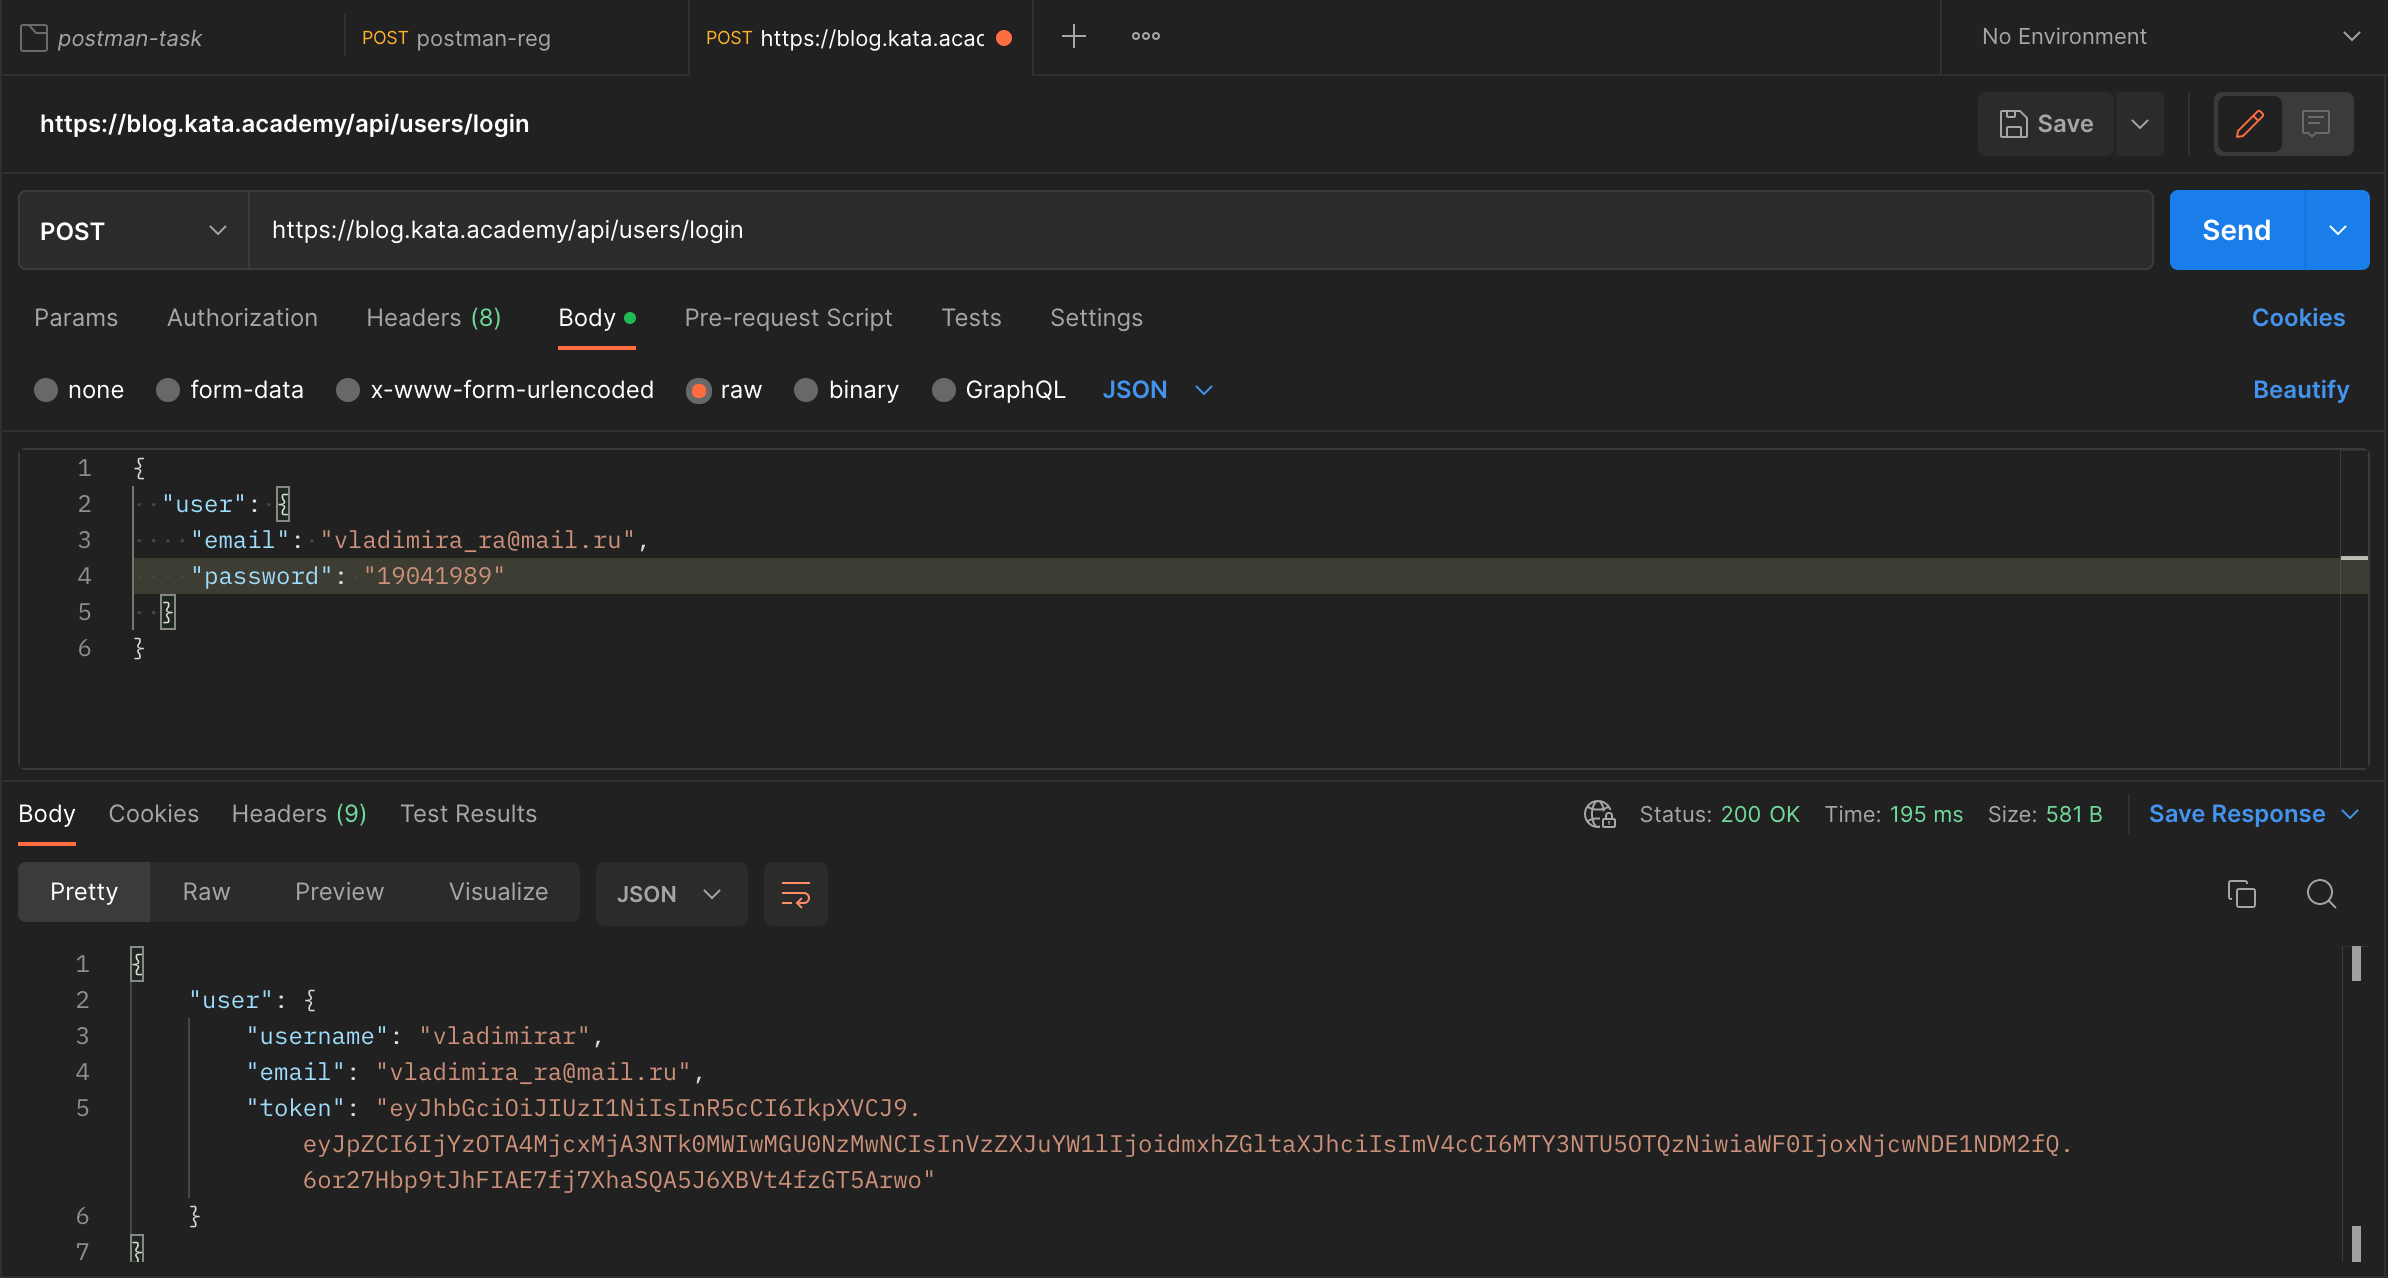 postman-task
POST postman-reg
POST https://blog.kata.acac
No Environment
https://blog.kata.academy/api/users/login
Save
POST
https://blog.kata.academy/api/users/login
Send
Params Authorization Headers (8) Body Pre-request Script Tests Settings Cookies
none form-data x-www-form-urlencoded raw binary GraphQL JSON Beautify
1 {
2 "user": {
3 "email": "vladimira_ra@mail.ru",
4 "password": "19041989"
5 }
6 }
Body Cookies Headers (9) Test Results Status: 200 OK Time: 195 ms Size: 581 B Save Response
Pretty Raw Preview Visualize JSON
1 {
2 "user": {
3 "username": "vladimirar",
4 "email": "vladimira_ra@mail.ru",
5 "token": "eyJhbGciOiJIUzI1NiIsInR5cCI6IkpXVCJ9.
eyJpZCI6IjYzOTA4MjcxMjA3NTk0MWIwMGU0NzMwNCIsInVzZXJuYW1lIjoidmxhZGltaXJhciIsImV4cCI6MTY3NTU5OTQzNiwiaWF0IjoxNjcwNDE1NDM2fQ.
6or27Hbp9tJhFIAE7fj7XhaSQA5J6XBVt4fzGT5Arwo"
6 }
7 }